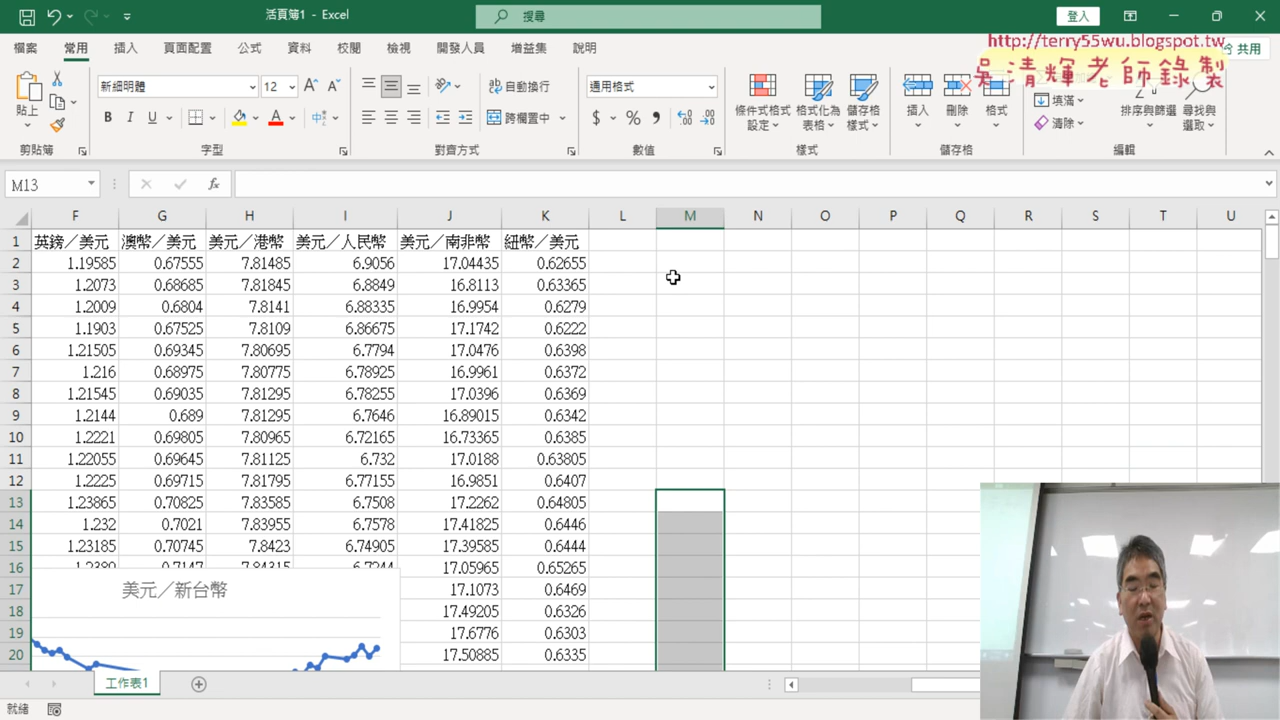 活頁簿1 - Excel
搜尋
登入
檔案 常用 插入 頁面配置 公式 資料 校閱 檢視 開發人員 增益集 說明
共用
http://terry55wu.blogspot.tw
吳清輝老師錄製
貼上
新細明體 12
B I U A
自動換行
跨欄置中
通用格式
$ %
條件式格式設定 格式化為表格 儲存格樣式
插入 刪除 格式
填滿
清除
排序與篩選 尋找與選取
剪貼簿 字型 對齊方式 數值 樣式 儲存格 編輯
M13 fx
F G H I J K L M N O P Q R S T U
1 英鎊／美元 澳幣／美元 美元／港幣 美元／人民幣 美元／南非幣 紐幣／美元
2 1.19585 0.67555 7.81485 6.9056 17.04435 0.62655
3 1.2073 0.68685 7.81845 6.8849 16.8113 0.63365
4 1.2009 0.6804 7.8141 6.88335 16.9954 0.6279
5 1.1903 0.67525 7.8109 6.86675 17.1742 0.6222
6 1.21505 0.69345 7.80695 6.7794 17.0476 0.6398
7 1.216 0.68975 7.80775 6.78925 16.9961 0.6372
8 1.21545 0.69035 7.81295 6.78255 17.0396 0.6369
9 1.2144 0.689 7.81295 6.7646 16.89015 0.6342
10 1.2221 0.69805 7.80965 6.72165 16.73365 0.6385
11 1.22055 0.69645 7.81125 6.732 17.0188 0.63805
12 1.2225 0.69715 7.81795 6.77155 16.9851 0.6407
13 1.23865 0.70825 7.83585 6.7508 17.2262 0.64805
14 1.232 0.7021 7.83955 6.7578 17.41825 0.6446
15 1.23185 0.70745 7.8423 6.74905 17.39585 0.6444
16 17.05965 0.65265
17 17.1073 0.6469
18 17.49205 0.6326
19 17.6776 0.6303
20 17.50885 0.6335
美元／新台幣
工作表1
就緒